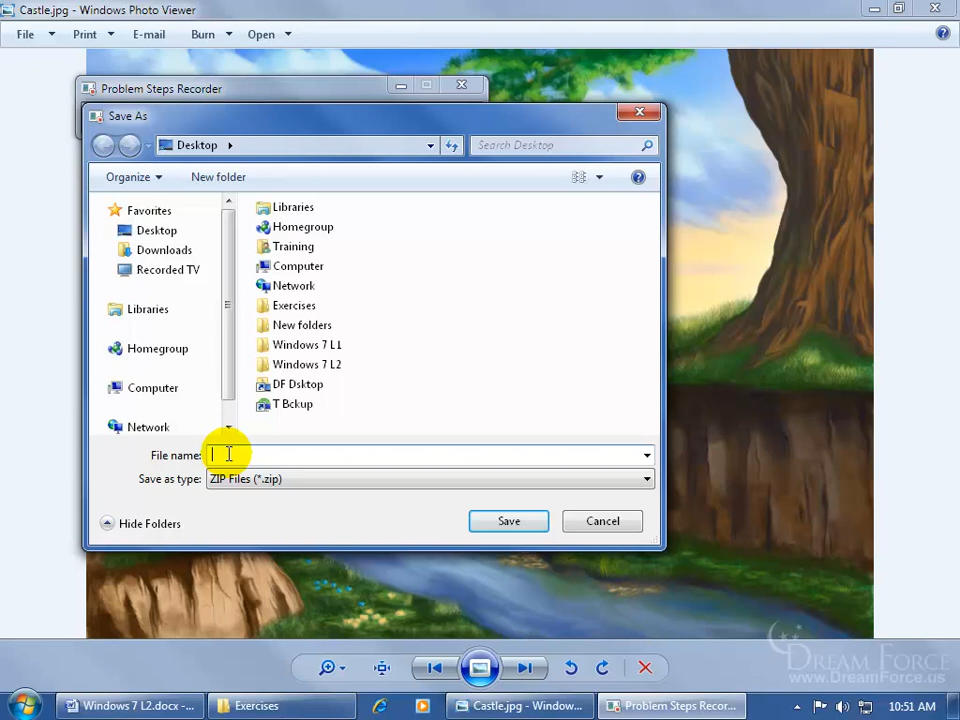 Castle.jpg - Windows Photo Viewer
File Print E-mail Burn Open
Problem Steps Recorder
Save As
Desktop
Search Desktop
Organize New folder
Favorites
Desktop
Downloads
Recorded TV
Libraries
Homegroup
Computer
Network
Libraries
Homegroup
Training
Computer
Network
Exercises
New folders
Windows 7 L1
Windows 7 L2
DF Dsktop
T Bckup
File name:
Save as type: ZIP Files (*.zip)
Hide Folders
Save
Cancel
DREAM FORCE
www.DreamForce.us
Windows 7 L2.docx -...
Exercises
Castle.jpg - Window...
Problem Steps Recor...
10:51 AM